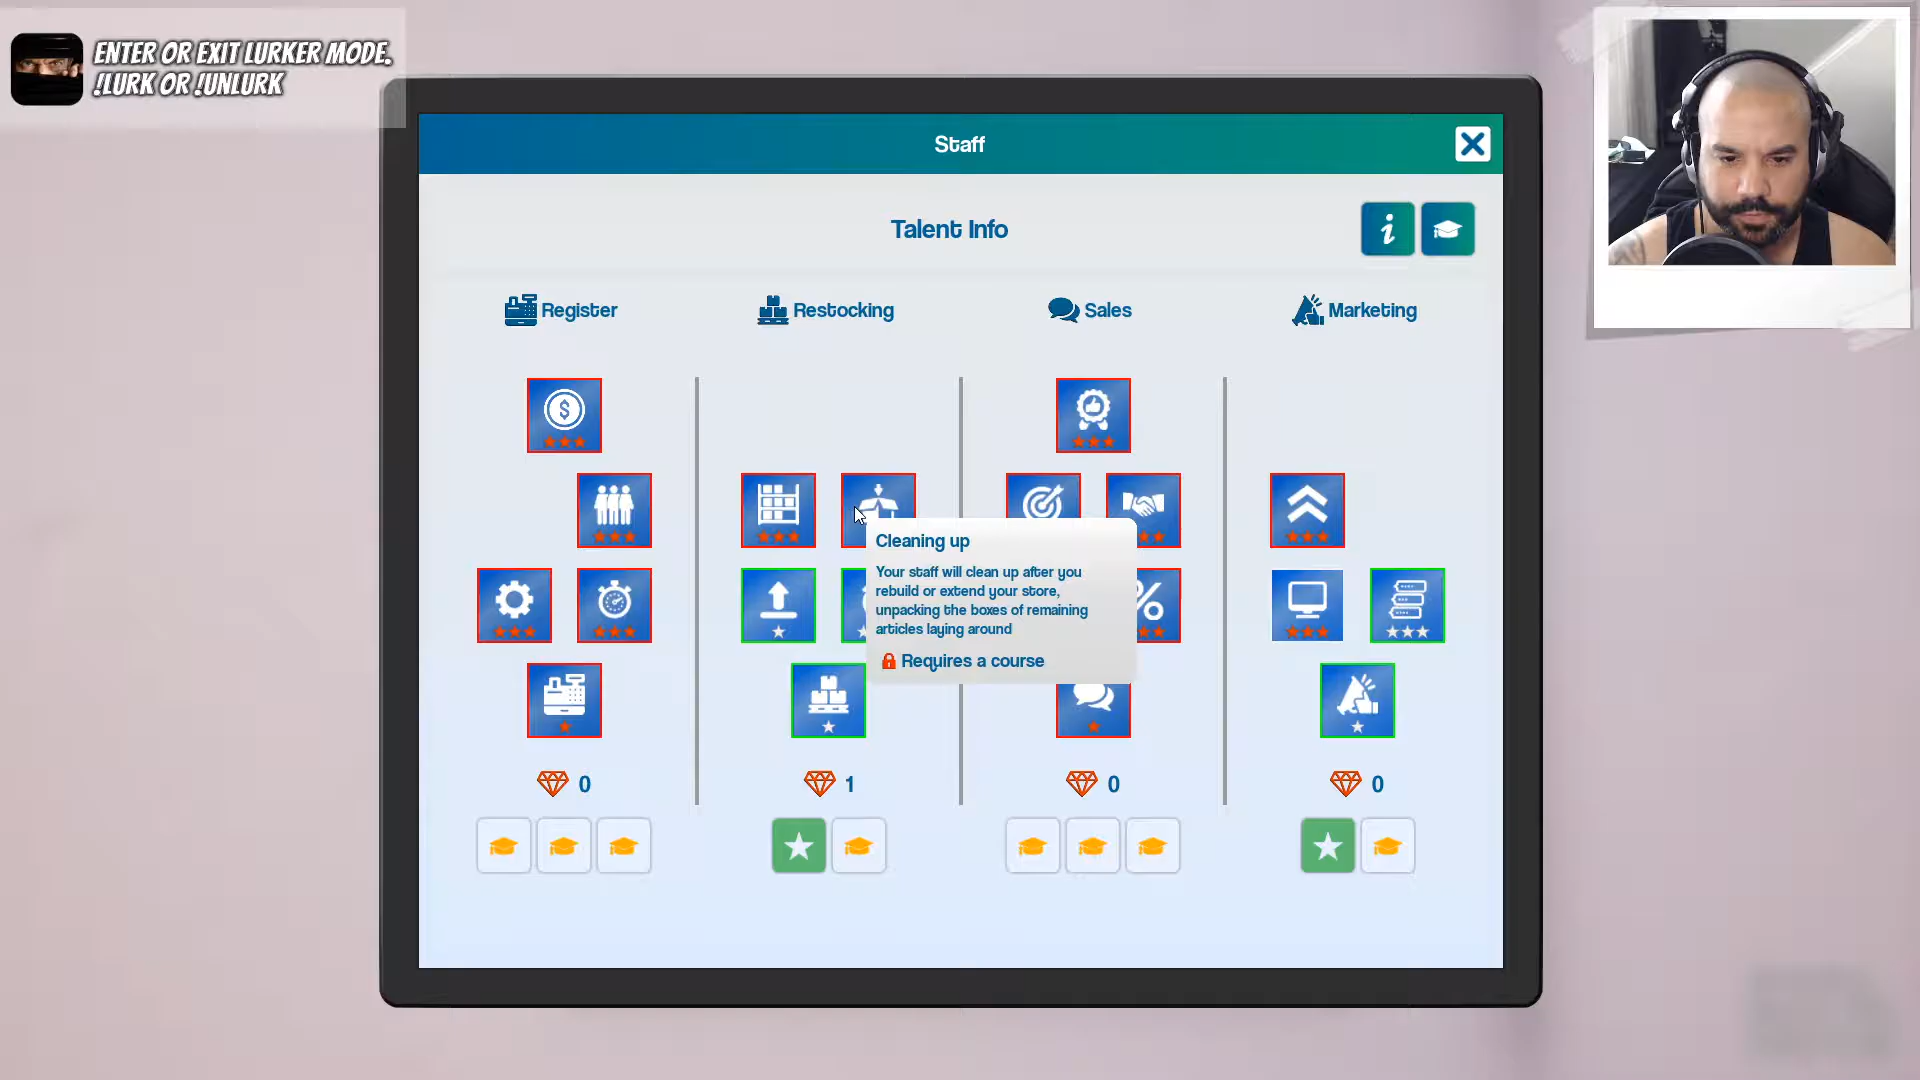 ENTER OR EXIT LURKER MODE.
!LURK OR !UNLURK
Staff
Talent Info
Register
Restocking
Sales
Marketing
Cleaning up
Your staff will clean up after you
rebuild or extend your store,
unpacking the boxes of remaining
articles laying around
Requires a course
0
1
0
0